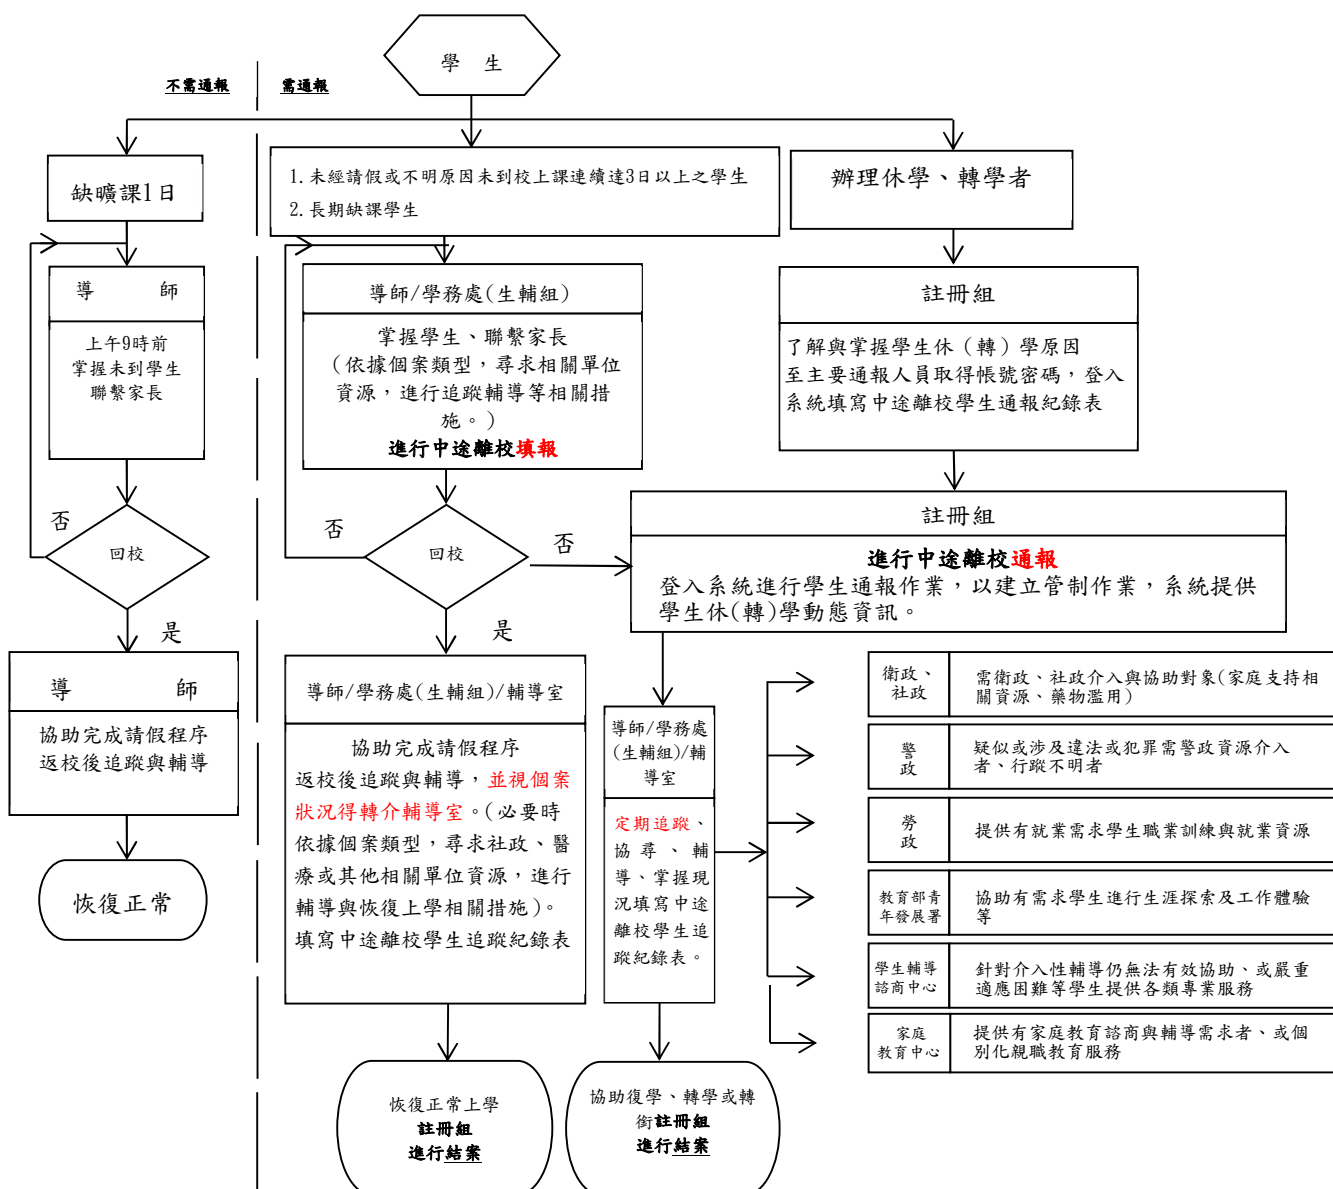 學 生
不需通報
需通報
缺曠課1日
1.未經請假或不明原因未到校上課連續達3日以上之學生
2.長期缺課學生
辦理休學、轉學者
導 師
上午9時前
掌握未到學生
聯繫家長
導師/學務處(生輔組)
掌握學生、聯繫家長
(依據個案類型，尋求相關單位
資源，進行追蹤輔導等相關措
施。)
進行中途離校填報
註冊組
了解與掌握學生休（轉）學原因
至主要通報人員取得帳號密碼，登入
系統填寫中途離校學生通報紀錄表
否
回校
是
否
回校
否
是
註冊組
進行中途離校通報
登入系統進行學生通報作業，以建立管制作業，系統提供
學生休(轉)學動態資訊。
導 師
協助完成請假程序
返校後追蹤與輔導
恢復正常
導師/學務處(生輔組)/輔導室
協助完成請假程序
返校後追蹤與輔導，並視個案
狀況得轉介輔導室。(必要時
依據個案類型，尋求社政、醫
療或其他相關單位資源，進行
輔導與恢復上學相關措施)。
填寫中途離校學生追蹤紀錄表
恢復正常上學
註冊組
進行結案
導師/學務處
(生輔組)/輔
導室
定期追蹤、
協尋、輔
導、掌握現
況填寫中途
離校學生追
蹤紀錄表。
協助復學、轉學或轉
銜註冊組
進行結案
衛政、
社政
需衛政、社政介入與協助對象(家庭支持相
關資源、藥物濫用)
警
政
疑似或涉及違法或犯罪需警政資源介入
者、行蹤不明者
勞
政
提供有就業需求學生職業訓練與就業資源
教育部青
年發展署
協助有需求學生進行生涯探索及工作體驗
等
學生輔導
諮商中心
針對介入性輔導仍無法有效協助、或嚴重
適應困難等學生提供各類專業服務
家庭
教育中心
提供有家庭教育諮商與輔導需求者、或個
別化親職教育服務